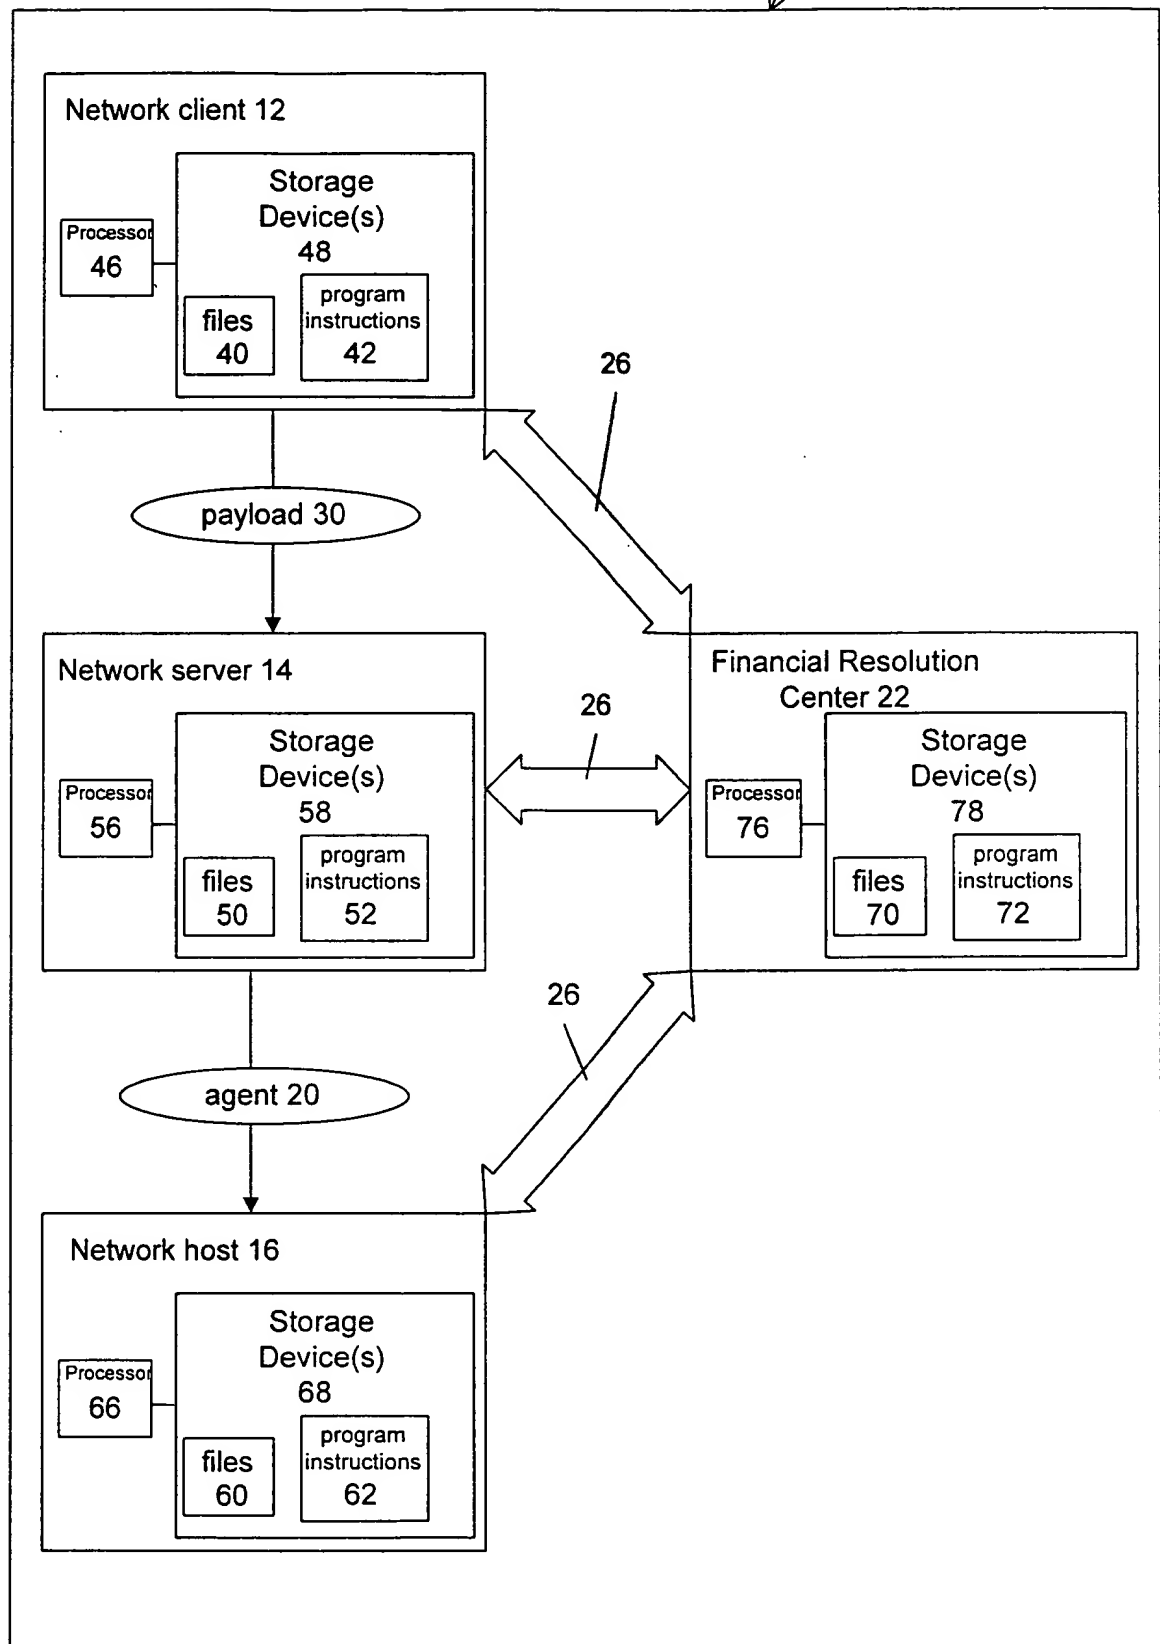 Network client 12
Storage
Device(s)
48
Processor
46
files
40
program
instructions
42
26
payload 30
Network server 14
Storage
Device(s)
58
Processor
56
files
50
program
instructions
52
26
Financial Resolution
Center 22
Storage
Device(s)
78
Processor
76
files
70
program
instructions
72
26
agent 20
Network host 16
Storage
Device(s)
68
Processor
66
files
60
program
instructions
62